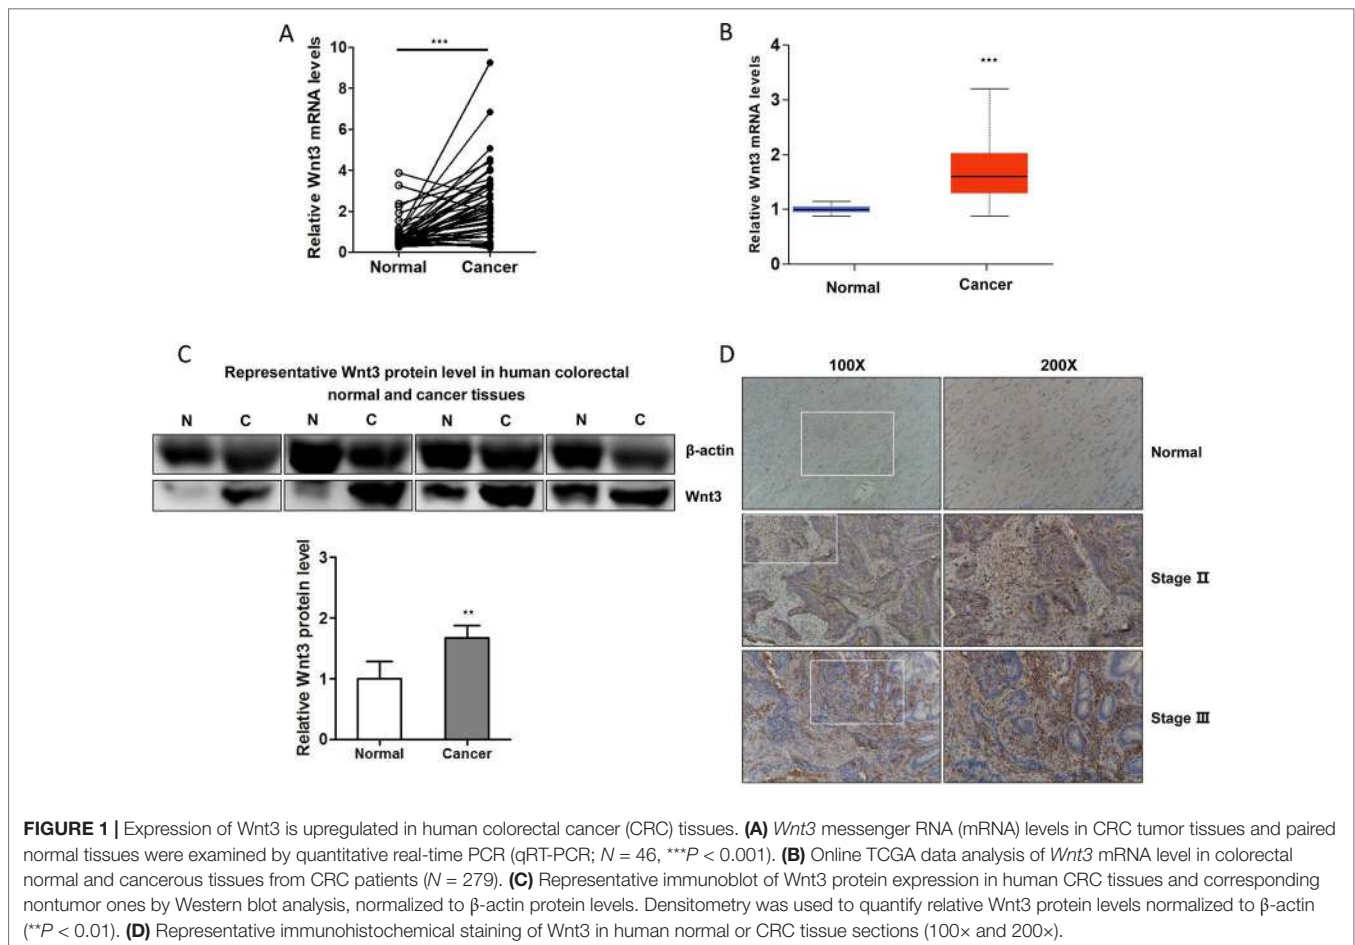 A
***
Relative Wnt3 mRNA levels
10
8
6
4
2
0
Normal Cancer
B
***
Relative Wnt3 mRNA levels
4
3
2
1
0
Normal
Cancer
C
Representative Wnt3 protein level in human colorectal
normal and cancer tissues
N C N C N C N C
β-actin
Wnt3
Relative Wnt3 protein level
3
2
1
0
**
Normal Cancer
D
100X 200X
Normal
Stage Ⅱ
Stage Ⅲ
FIGURE 1 | Expression of Wnt3 is upregulated in human colorectal cancer (CRC) tissues. (A) Wnt3 messenger RNA (mRNA) levels in CRC tumor tissues and paired
normal tissues were examined by quantitative real-time PCR (qRT-PCR; N = 46, ***P < 0.001). (B) Online TCGA data analysis of Wnt3 mRNA level in colorectal
normal and cancerous tissues from CRC patients (N = 279). (C) Representative immunoblot of Wnt3 protein expression in human CRC tissues and corresponding
nontumor ones by Western blot analysis, normalized to β-actin protein levels. Densitometry was used to quantify relative Wnt3 protein levels normalized to β-actin
(**P < 0.01). (D) Representative immunohistochemical staining of Wnt3 in human normal or CRC tissue sections (100× and 200×).